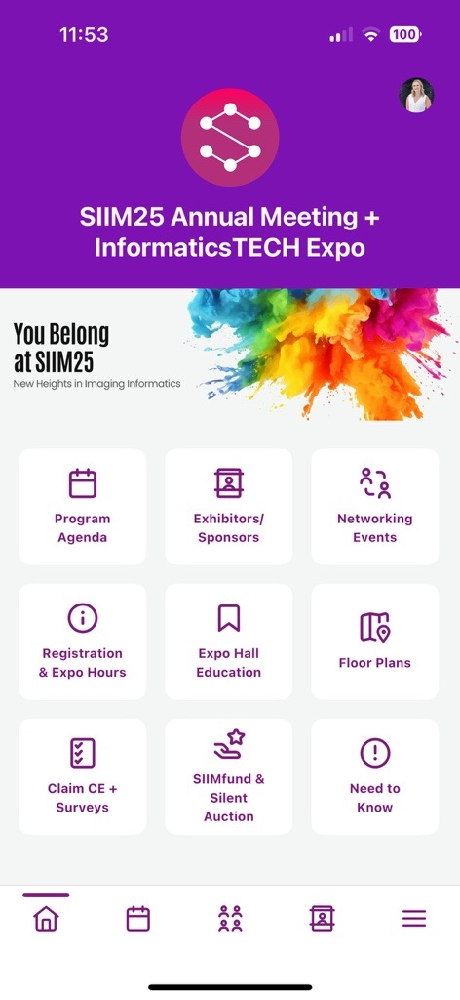 11:53
100
SIIM25 Annual Meeting +
InformaticsTECH Expo
You Belong
at SIIM25
New Heights in Imaging Informatics
Program
Agenda
Exhibitors/
Sponsors
Networking
Events
Registration
& Expo Hours
Expo Hall
Education
Floor Plans
Claim CE +
Surveys
SIIMfund &
Silent
Auction
Need to
Know